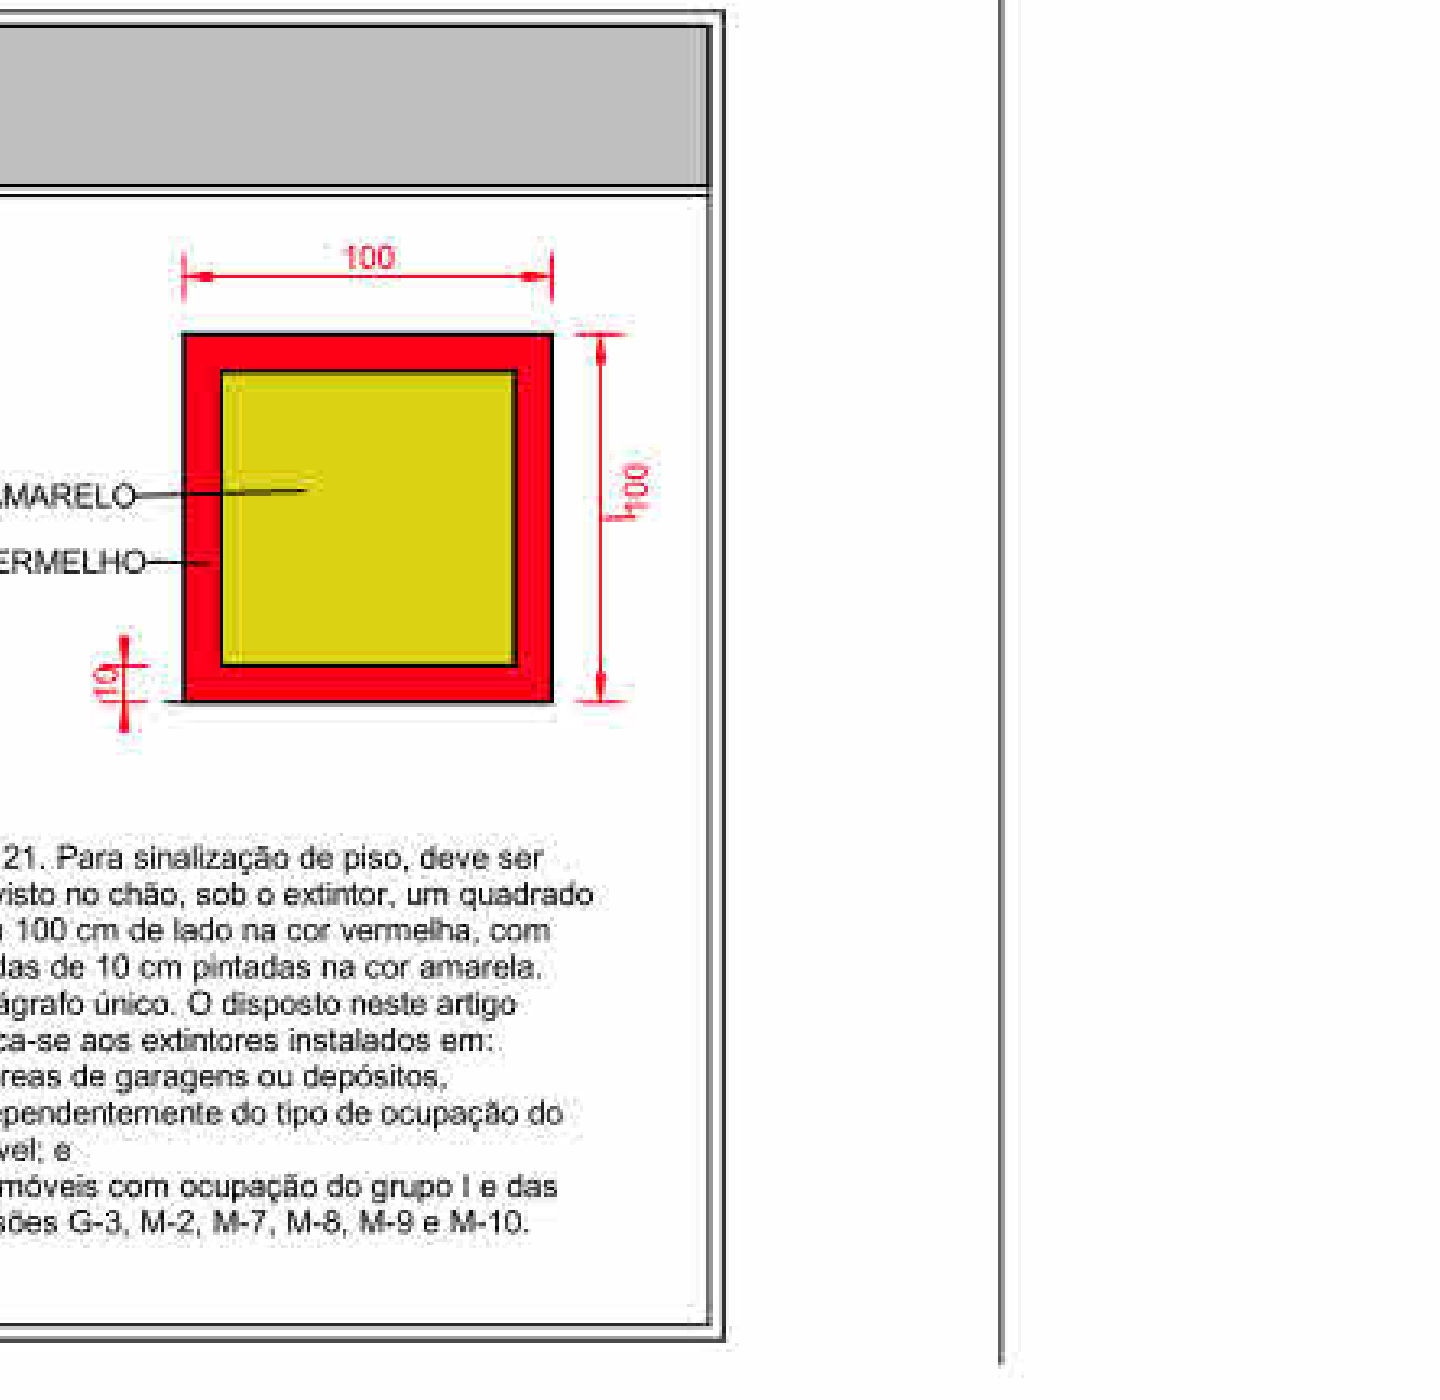 100
AMARELO
100
ERMELHO
10
21. Para sinalização de piso, deve ser
visto no chão, sob o extintor, um quadrado
100 cm de lado na cor vermelha, com
das de 10 cm pintadas na cor amarela.
ágrafo único. O disposto neste artigo
ca-se aos extintores instalados em:
reas de garagens ou depósitos,
ependentemente do tipo de ocupação do
vel; e
móveis com ocupação do grupo I e das
sões G-3, M-2, M-7, M-8, M-9 e M-10.